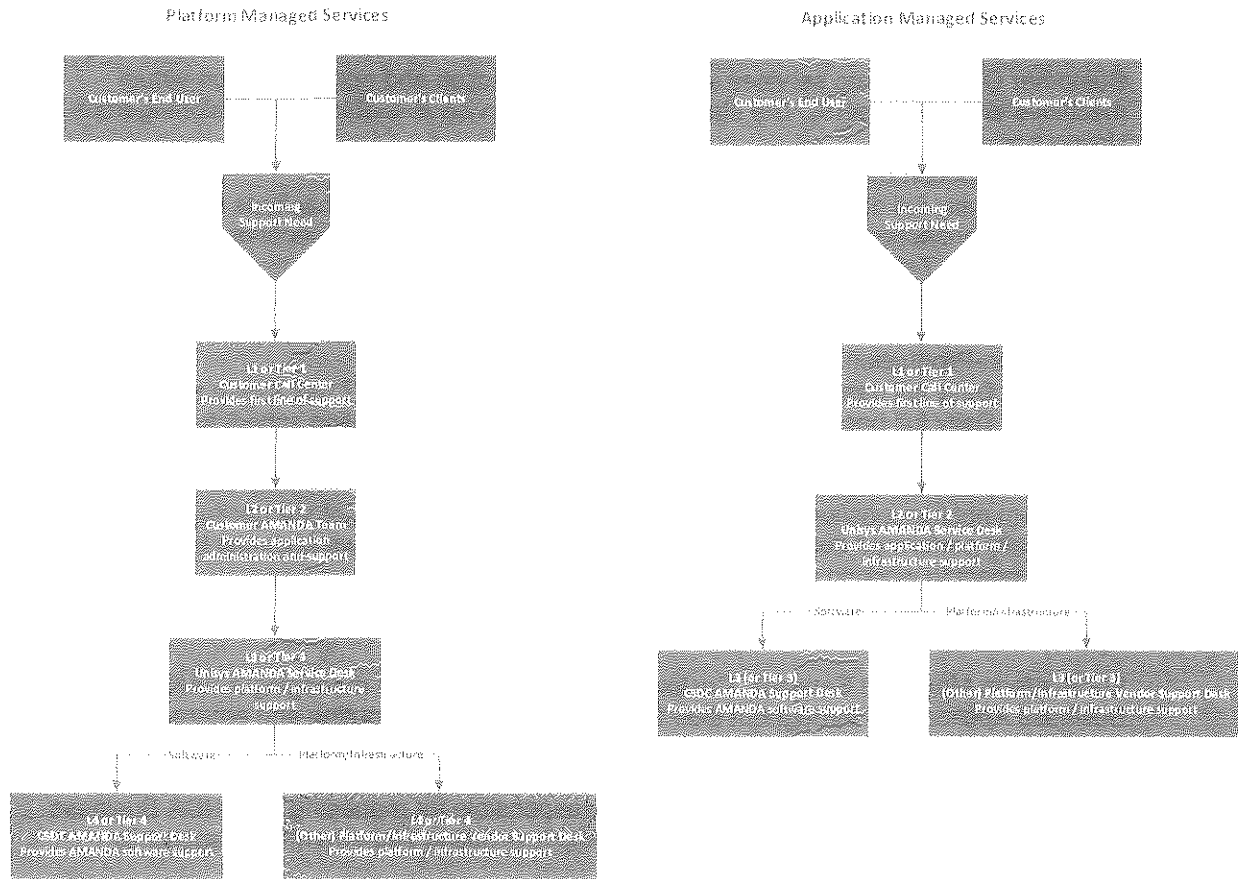 Platform Managed Services
Customer's End User
Customer's Clients
Incoming
Support Need
L1 or Tier 1
Customer Call Center
Provides first line of support
L2 or Tier 2
Customer AMANDA Team
Provides application
administration and support
L3 or Tier 3
Unisys AMANDA Service Desk
Provides platform / infrastructure
support
Software
Platform/Infrastructure
L4 or Tier 4
CSDC AMANDA Support Desk
Provides AMANDA software support
L4 or Tier 4
(Other) Platform/Infrastructure Vendor Support Desk
Provides platform / infrastructure support
Application Managed Services
Customer's End User
Customer's Clients
Incoming
Support Need
L1 or Tier 1
Customer Call Center
Provides first line of support
L2 or Tier 2
Unisys AMANDA Service Desk
Provides application / platform /
infrastructure support
Software
Platform/Infrastructure
L3 (or Tier 3)
CSDC AMANDA Support Desk
Provides AMANDA software support
L3 (or Tier 3)
(Other) Platform/Infrastructure Vendor Support Desk
Provides platform / infrastructure support